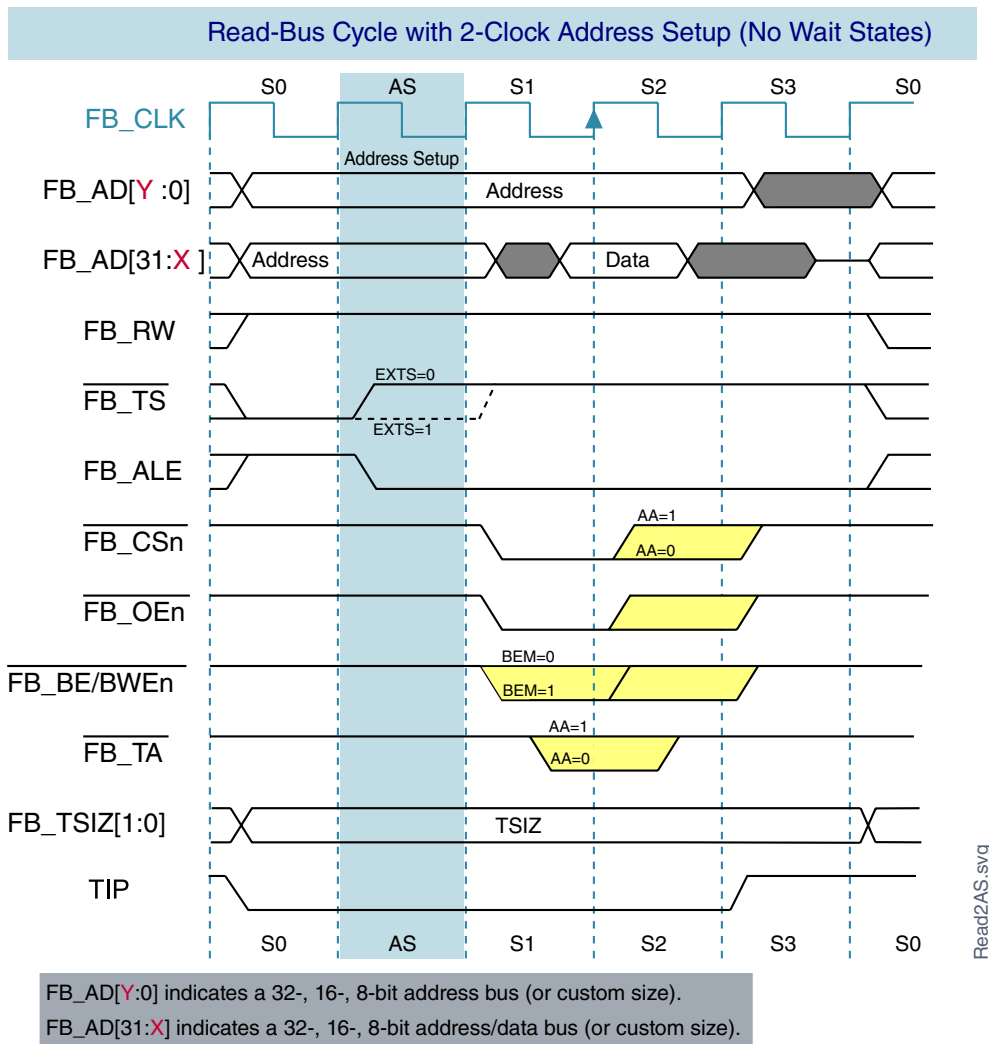 Read-Bus Cycle with 2-Clock Address Setup (No Wait States)
S0 AS S1 S2 S3 S0
FB_CLK
Address Setup
FB_AD[Y :0] Address
FB_AD[31:X ] Address Data
FB_RW
FB_TS EXTS=0
EXTS=1
FB_ALE
FB_CSn AA=1
AA=0
FB_OEn
FB_BE/BWEn BEM=0
BEM=1
FB_TA AA=1
AA=0
FB_TSIZ[1:0] TSIZ
TIP
S0 AS S1 S2 S3 S0
Read2AS.svg
FB_AD[Y:0] indicates a 32-, 16-, 8-bit address bus (or custom size).
FB_AD[31:X] indicates a 32-, 16-, 8-bit address/data bus (or custom size).